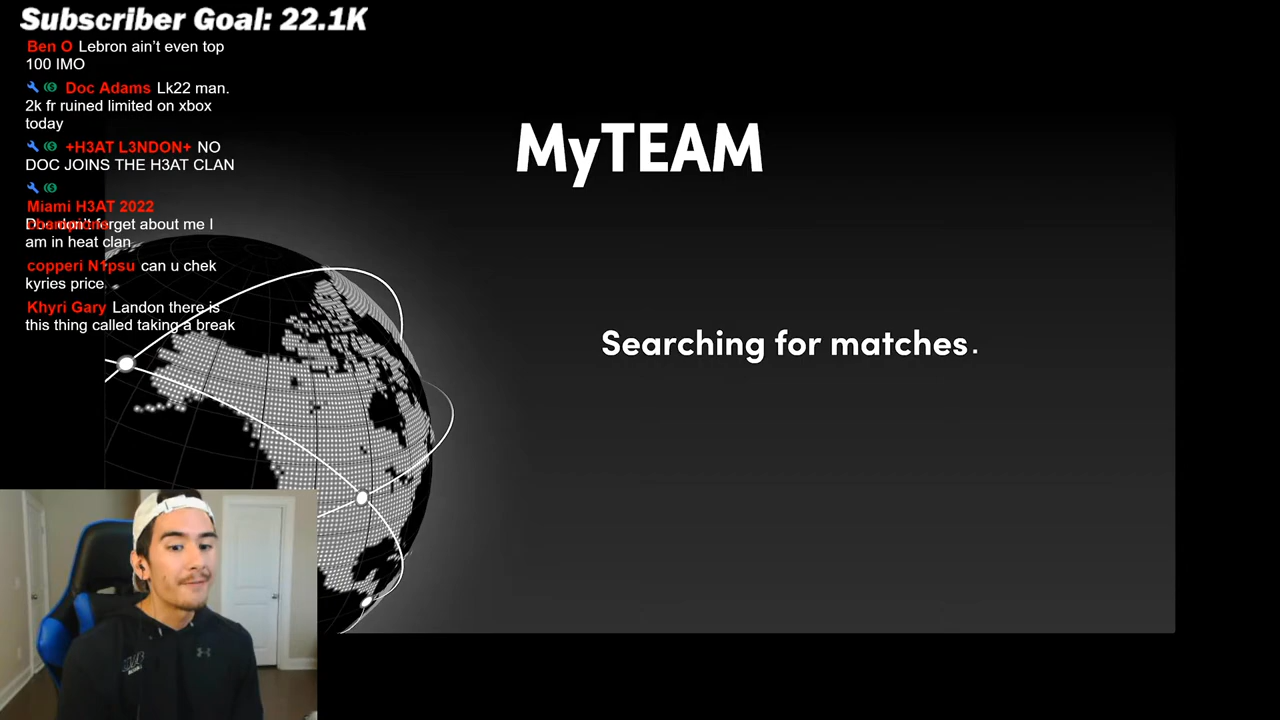 Subscriber Goal: 22.1K
Ben O Lebron ain't even top
100 IMO
Doc Adams Lk22 man.
2k fr ruined limited on xbox
today
+H3AT L3NDON+ NO
DOC JOINS THE H3AT CLAN
Miami H3AT 2022
don't forget about me I
am in heat clan
copperi N1psu can u chek
kyries price
Khyri Gary Landon there is
this thing called taking a break
MyTEAM
Searching for matches.